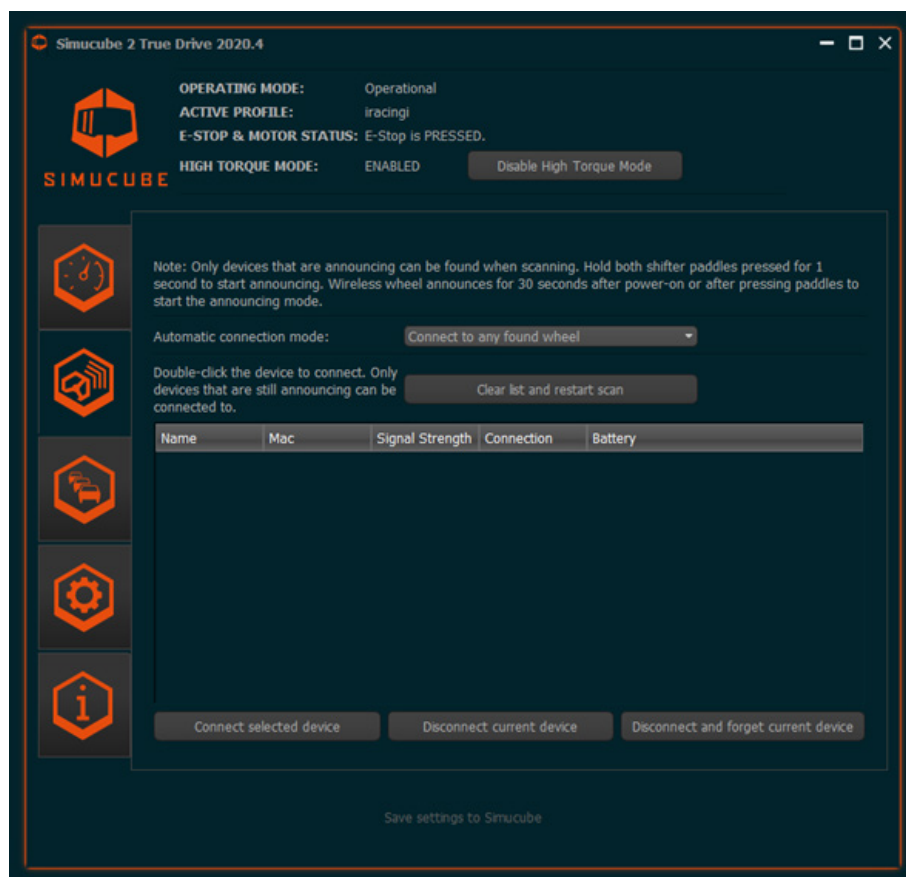 Simucube 2 True Drive 2020.4
SIMUCUBE
OPERATING MODE: Operational
ACTIVE PROFILE: iracingi
E-STOP & MOTOR STATUS: E-Stop is PRESSED.
HIGH TORQUE MODE: ENABLED Disable High Torque Mode
Note: Only devices that are announcing can be found when scanning. Hold both shifter paddles pressed for 1
second to start announcing. Wireless wheel announces for 30 seconds after power-on or after pressing paddles to
start the announcing mode.
Automatic connection mode: Connect to any found wheel
Double-click the device to connect. Only
devices that are still announcing can be
connected to.
Clear list and restart scan
Name Mac Signal Strength Connection Battery
Connect selected device Disconnect current device Disconnect and forget current device
Save settings to Simucube